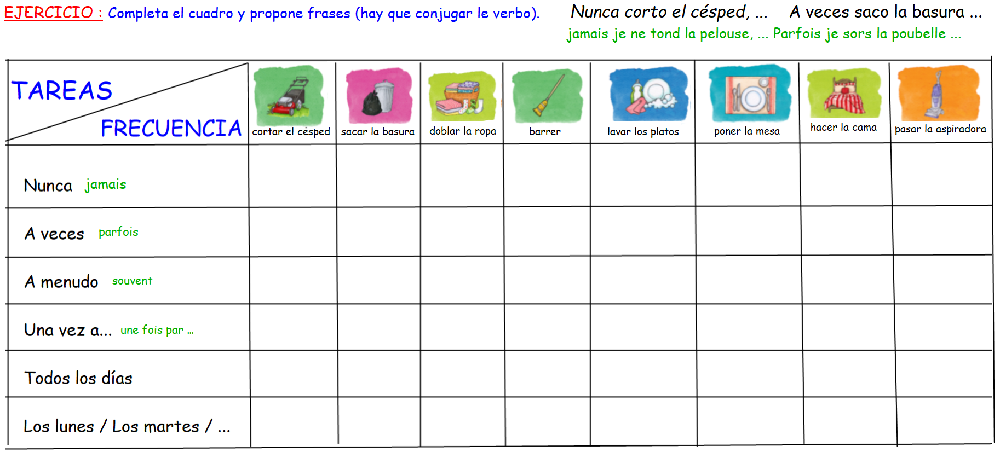 EJERCICIO : Completa el cuadro y propone frases (hay que conjugar le verbo).
Nunca corto el césped, ... A veces saco la basura ...
jamais je ne tond la pelouse, ... Parfois je sors la poubelle ...
TAREAS
FRECUENCIA
cortar el césped
sacar la basura
doblar la ropa
barrer
lavar los platos
poner la mesa
hacer la cama
pasar la aspiradora
Nunca jamais
A veces parfois
A menudo souvent
Una vez a... une fois par ...
Todos los días
Los lunes / Los martes / ...